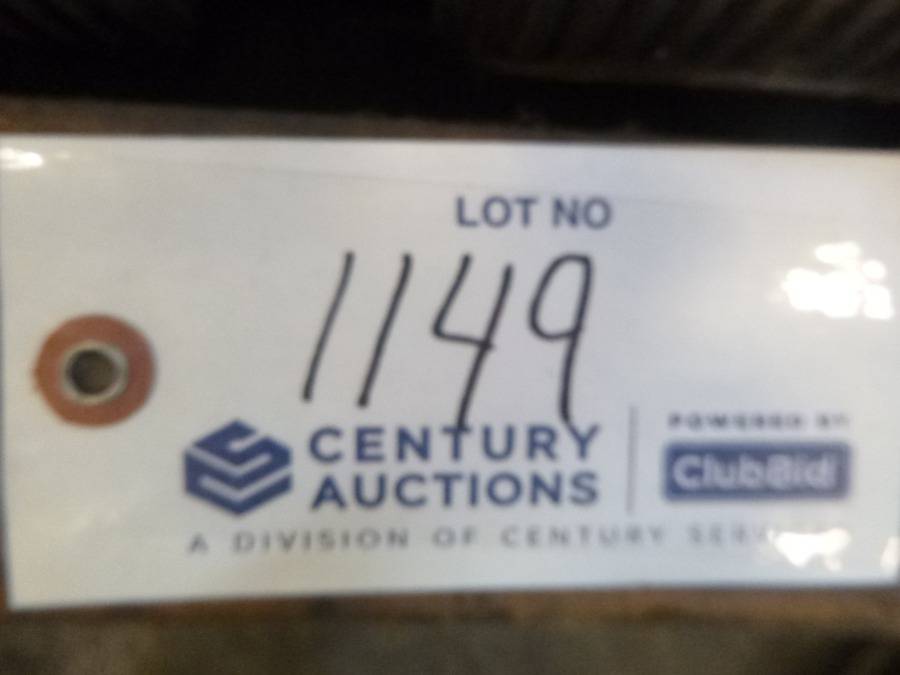 LOT NO
1149
CENTURY
AUCTIONS
POWERED BY
ClubBid
A DIVISION OF CENTURY